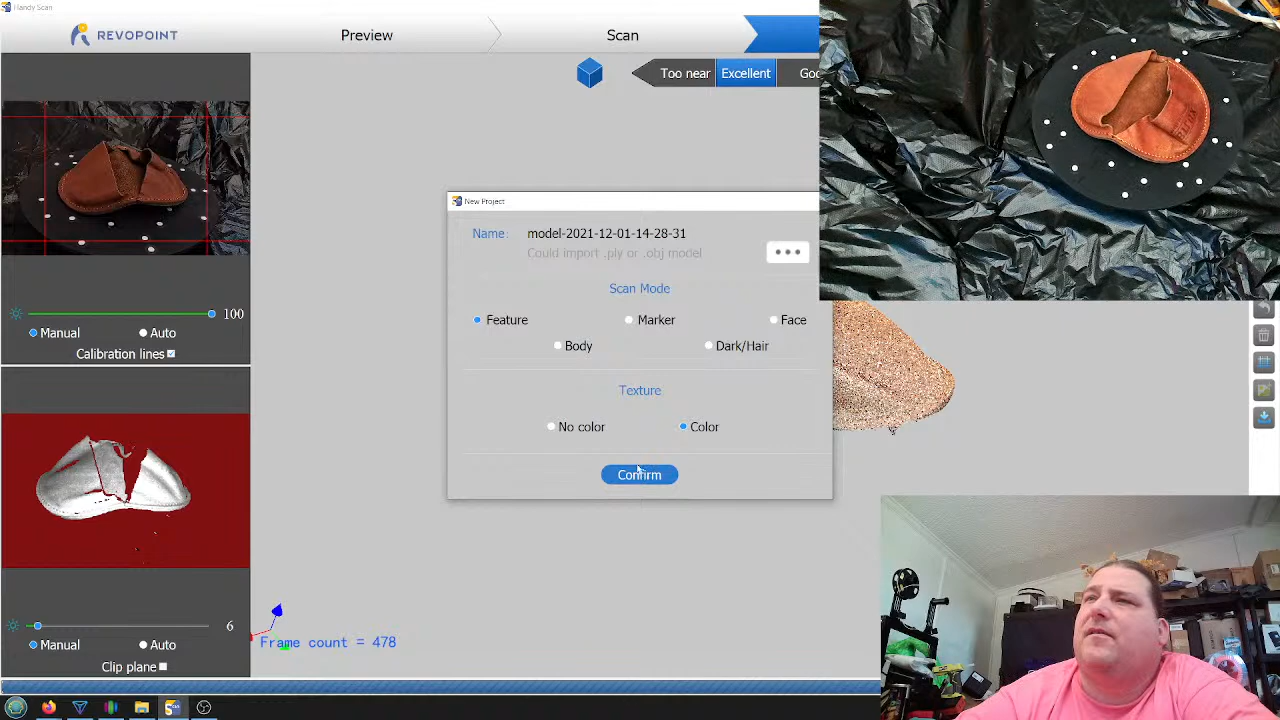 Handy Scan
REVOPOINT
Preview
Scan
Too near
Excellent
Goo
New Project
Name:
model-2021-12-01-14-28-31
Could import .ply or .obj model
Scan Mode
Feature
Marker
Face
Body
Dark/Hair
Texture
No color
Color
Confirm
100
Manual
Auto
Calibration lines
6
Manual
Auto
Clip plane
Frame count = 478